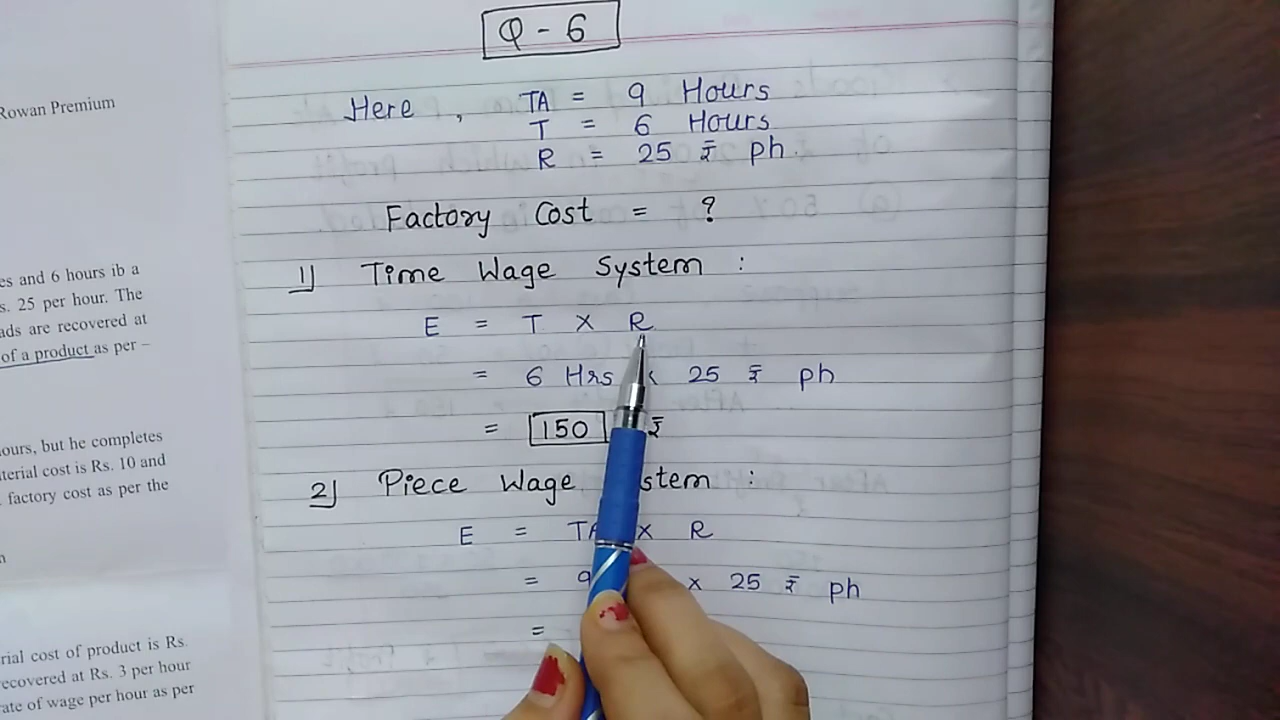 Rowan Premium
es and 6 hours ib a
s. 25 per hour. The
ads are recovered at
of a product as per –
ours, but he completes
terial cost is Rs. 10 and
factory cost as per the
n
rial cost of product is Rs.
ecovered at Rs. 3 per hour
ate of wage per hour as per
Q - 6
Here , TA = 9 Hours
T = 6 Hours
R = 25 ₹ ph.
Factory Cost = ?
1) Time Wage System :
E = T × R
= 6 Hrs × 25 ₹ ph
= 150 ₹
2) Piece Wage stem :
E = TA × R
= 9 × 25 ₹ ph
=